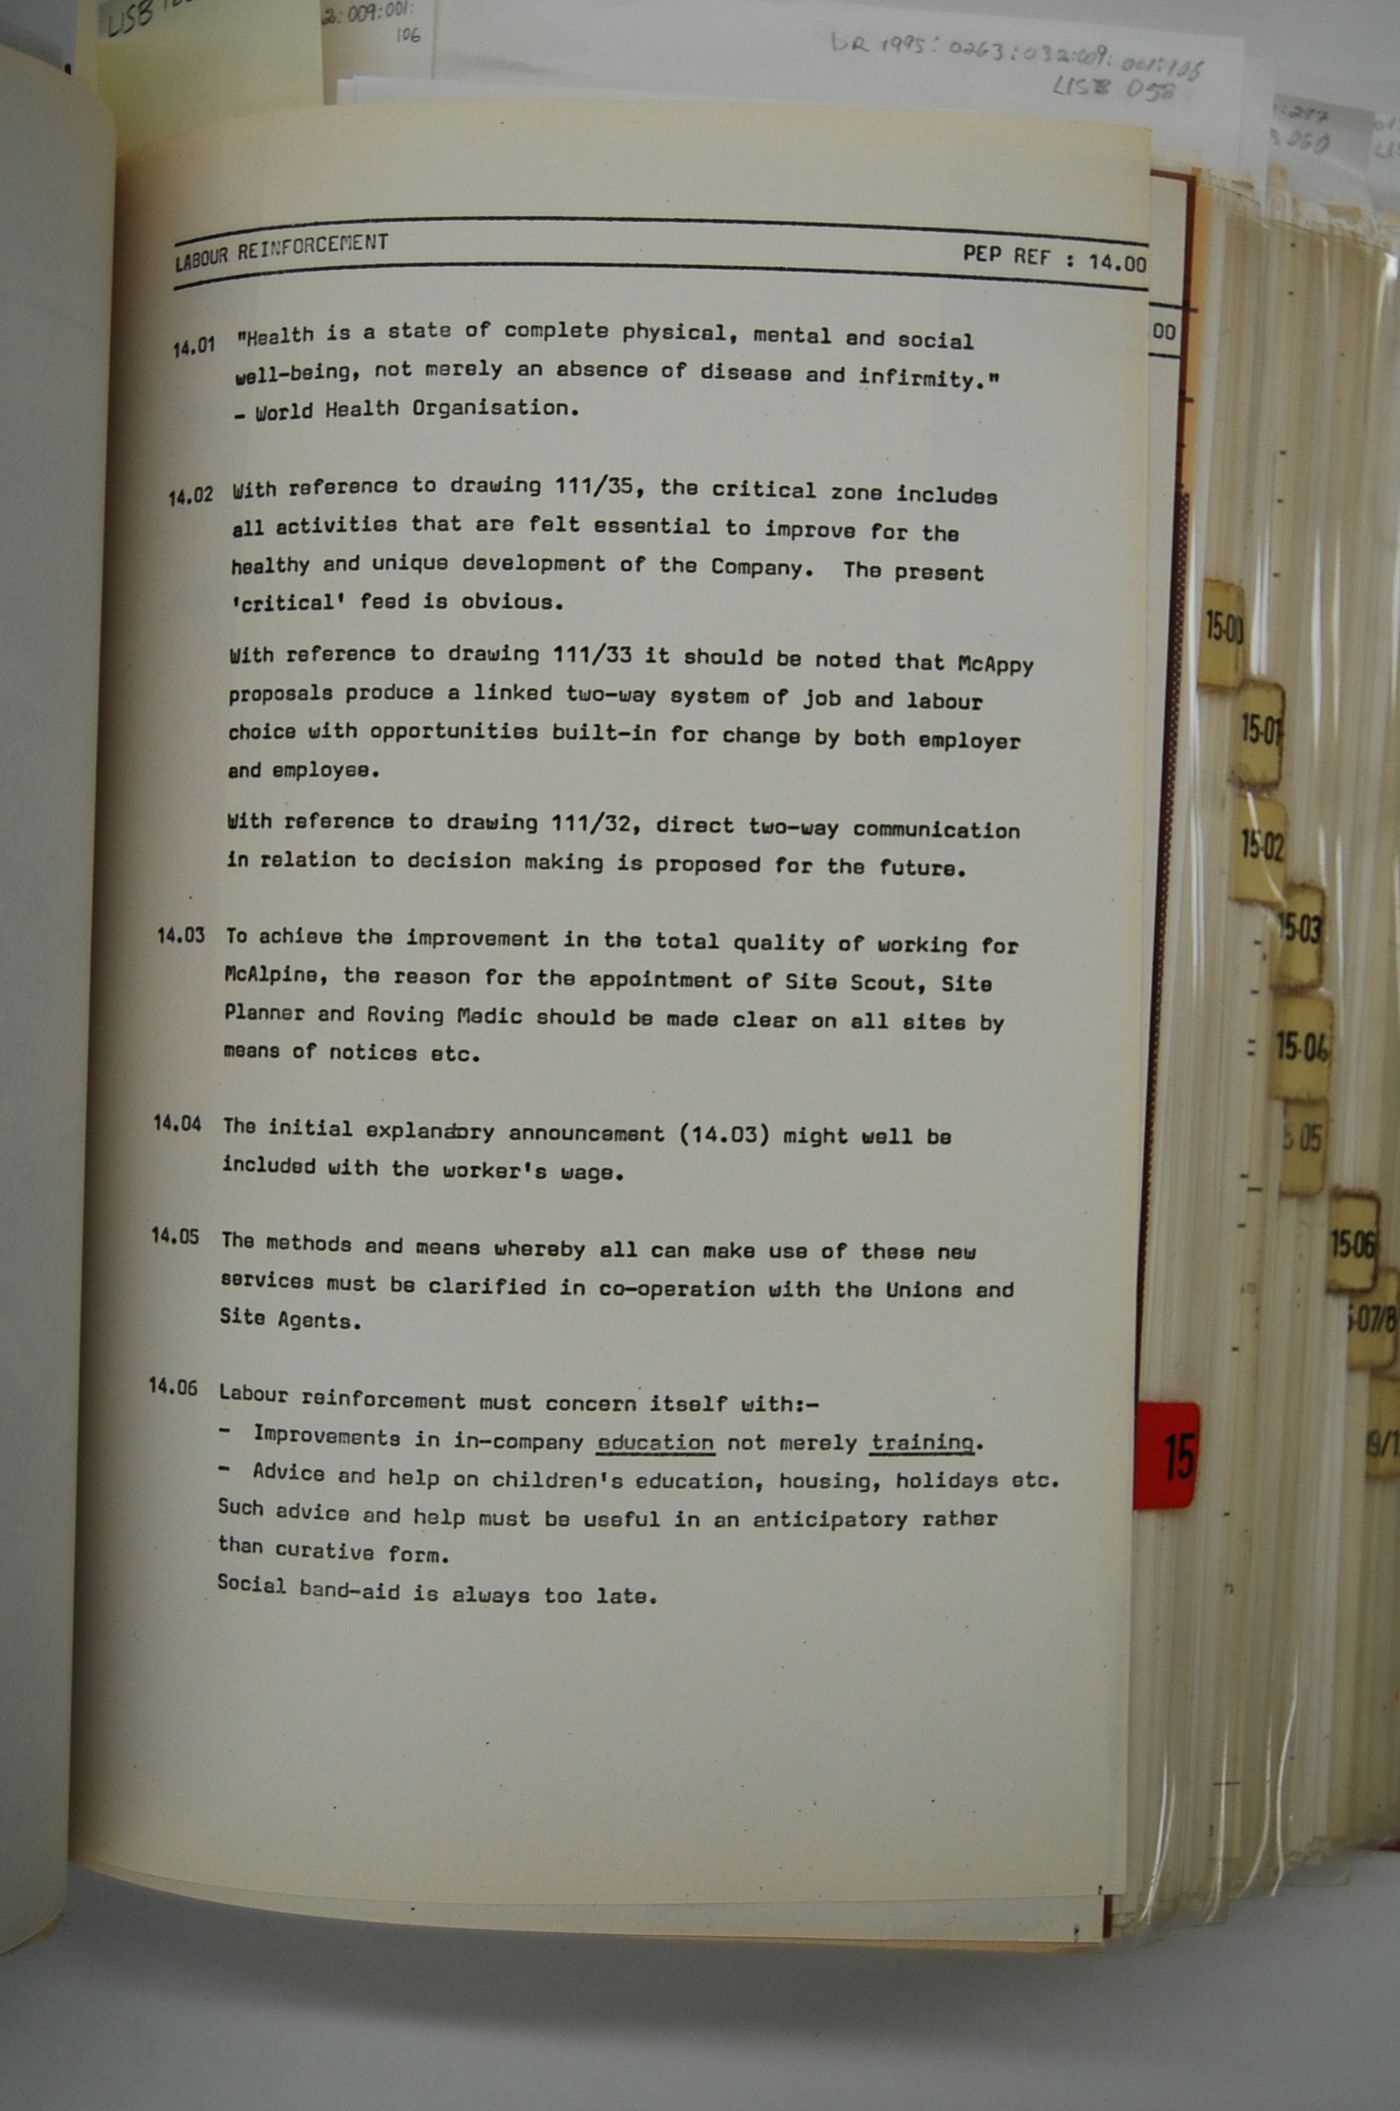 LISB
2:009:001:
106
DR 1995:0263:032:009:001:105
LISB 058
060
LABOUR REINFORCEMENT PEP REF : 14.00
00
14.01 "Health is a state of complete physical, mental and social
well-being, not merely an absence of disease and infirmity."
- World Health Organisation.
14.02 With reference to drawing 111/35, the critical zone includes
all activities that are felt essential to improve for the
healthy and unique development of the Company. The present
'critical' feed is obvious.
With reference to drawing 111/33 it should be noted that McAppy
proposals produce a linked two-way system of job and labour
choice with opportunities built-in for change by both employer
and employee.
With reference to drawing 111/32, direct two-way communication
in relation to decision making is proposed for the future.
14.03 To achieve the improvement in the total quality of working for
McAlpine, the reason for the appointment of Site Scout, Site
Planner and Roving Medic should be made clear on all sites by
means of notices etc.
14.04 The initial explanatory announcement (14.03) might well be
included with the worker's wage.
14.05 The methods and means whereby all can make use of these new
services must be clarified in co-operation with the Unions and
Site Agents.
14.06 Labour reinforcement must concern itself with:-
- Improvements in in-company education not merely training.
- Advice and help on children's education, housing, holidays etc.
Such advice and help must be useful in an anticipatory rather
than curative form.
Social band-aid is always too late.
15·00
15·01
15·02
15·03
15·04
5·05
15·06
5·07/8
9/1
15